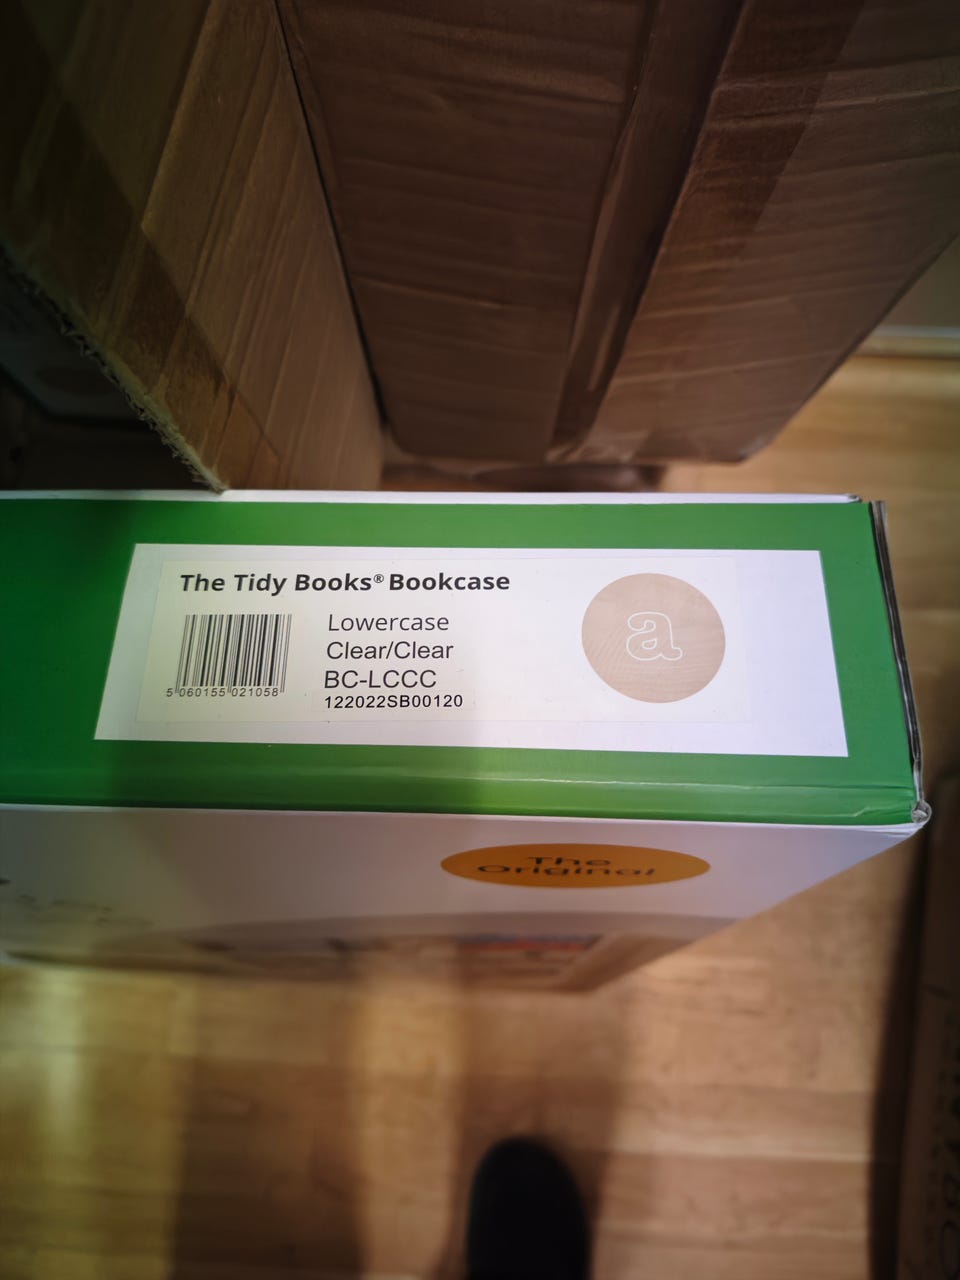 The Tidy Books® Bookcase
Lowercase
Clear/Clear
BC-LCCC
122022SB00120
5 060155 021058
a
The
Original